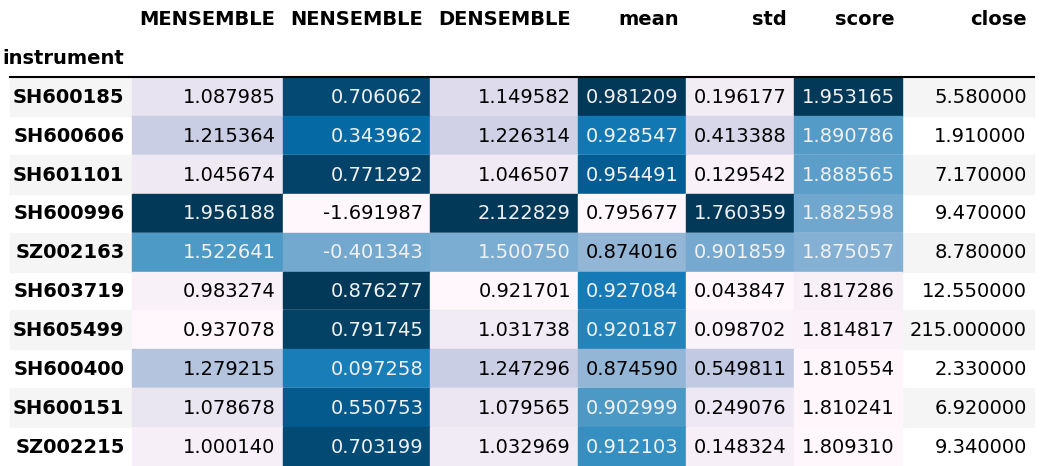 MENSEMBLE NENSEMBLE DENSEMBLE mean std score close
instrument
SH600185 1.087985 0.706062 1.149582 0.981209 0.196177 1.953165 5.580000
SH600606 1.215364 0.343962 1.226314 0.928547 0.413388 1.890786 1.910000
SH601101 1.045674 0.771292 1.046507 0.954491 0.129542 1.888565 7.170000
SH600996 1.956188 -1.691987 2.122829 0.795677 1.760359 1.882598 9.470000
SZ002163 1.522641 -0.401343 1.500750 0.874016 0.901859 1.875057 8.780000
SH603719 0.983274 0.876277 0.921701 0.927084 0.043847 1.817286 12.550000
SH605499 0.937078 0.791745 1.031738 0.920187 0.098702 1.814817 215.000000
SH600400 1.279215 0.097258 1.247296 0.874590 0.549811 1.810554 2.330000
SH600151 1.078678 0.550753 1.079565 0.902999 0.249076 1.810241 6.920000
SZ002215 1.000140 0.703199 1.032969 0.912103 0.148324 1.809310 9.340000